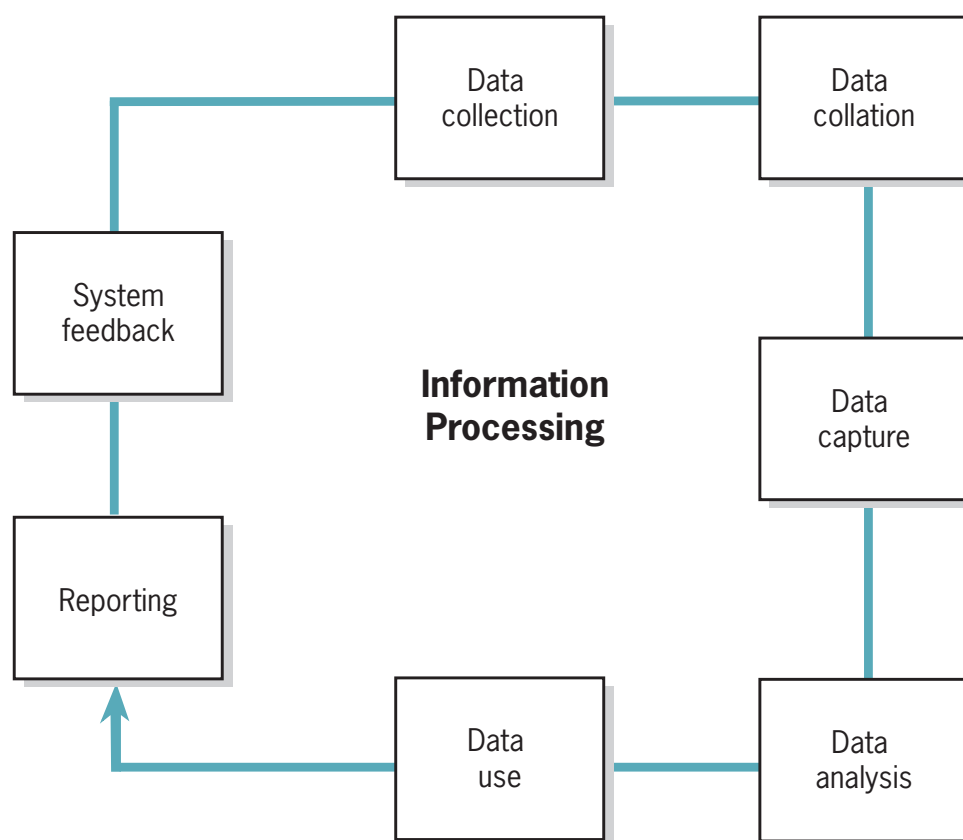 Data
collection
Data
collation
System
feedback
Information
Processing
Data
capture
Reporting
Data
use
Data
analysis